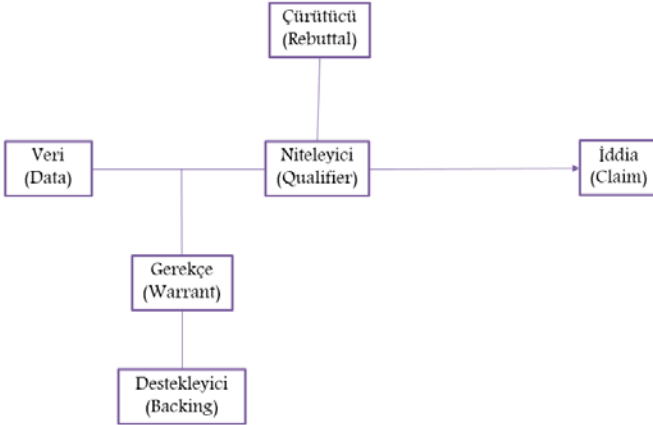 Çürütücü
(Rebuttal)
Veri
(Data)
Niteleyici
(Qualifier)
İddia
(Claim)
Gerekçe
(Warrant)
Destekleyici
(Backing)